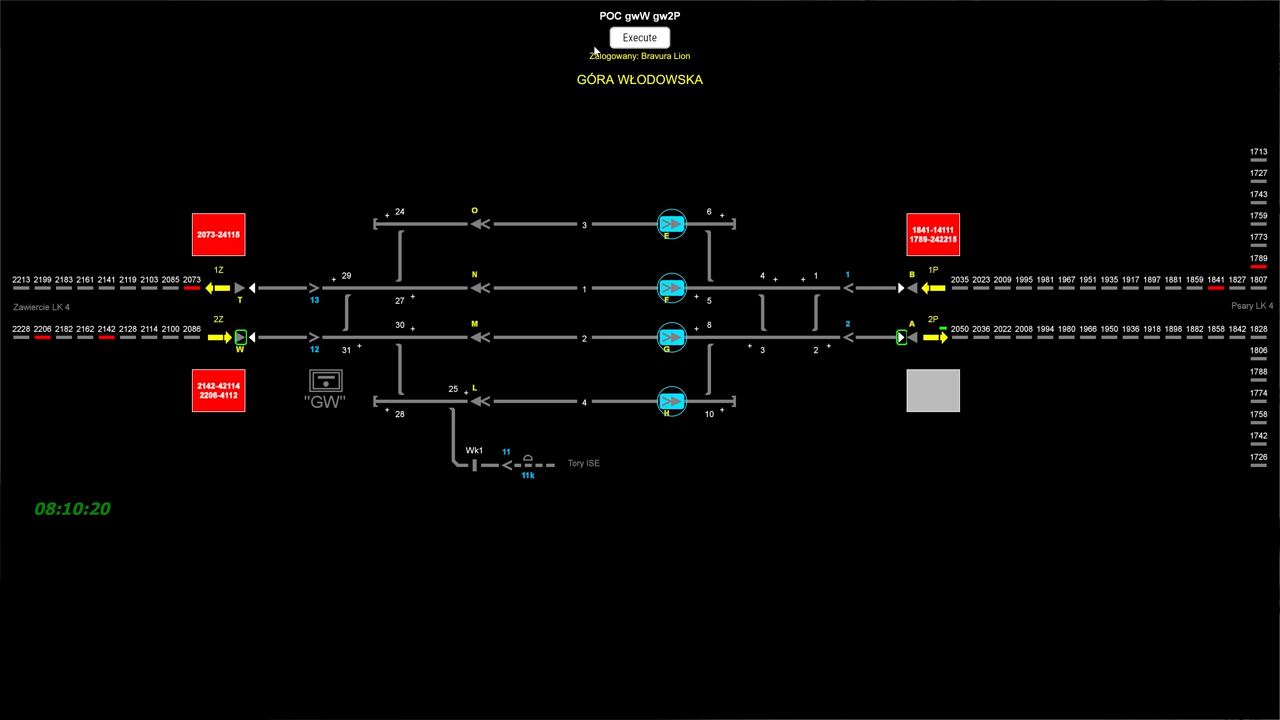 POC gwW gw2P
Execute
Zalogowany: Bravura Lion
GÓRA WŁODOWSKA
1713
1727
1743
1759
1773
1789
24 + O 3 E 6 +
2073-24115
1841-14111
1789-242215
1Z 29 + N 4 + + 1 1 B 1P
2213 2199 2183 2161 2141 2119 2103 2085 2073
2035 2023 2009 1995 1981 1967 1951 1935 1917 1897 1881 1859 1841 1827 1807
T 13 27 + 1 F 5 +
Zawiercie LK 4
Psary LK 4
2Z 30 + M 8 + 2 A 2P
2228 2206 2182 2162 2142 2128 2114 2100 2086
2050 2036 2022 2008 1994 1980 1966 1950 1936 1918 1898 1882 1858 1842 1828
W 12 31 + 2 G + 3 2 +
1806
1788
1774
1758
1742
1726
2142-42114
2206-4112
"GW"
25 + L 4 H
28 + 10 +
Wk1 11
11k
Tory ISE
08:10:20